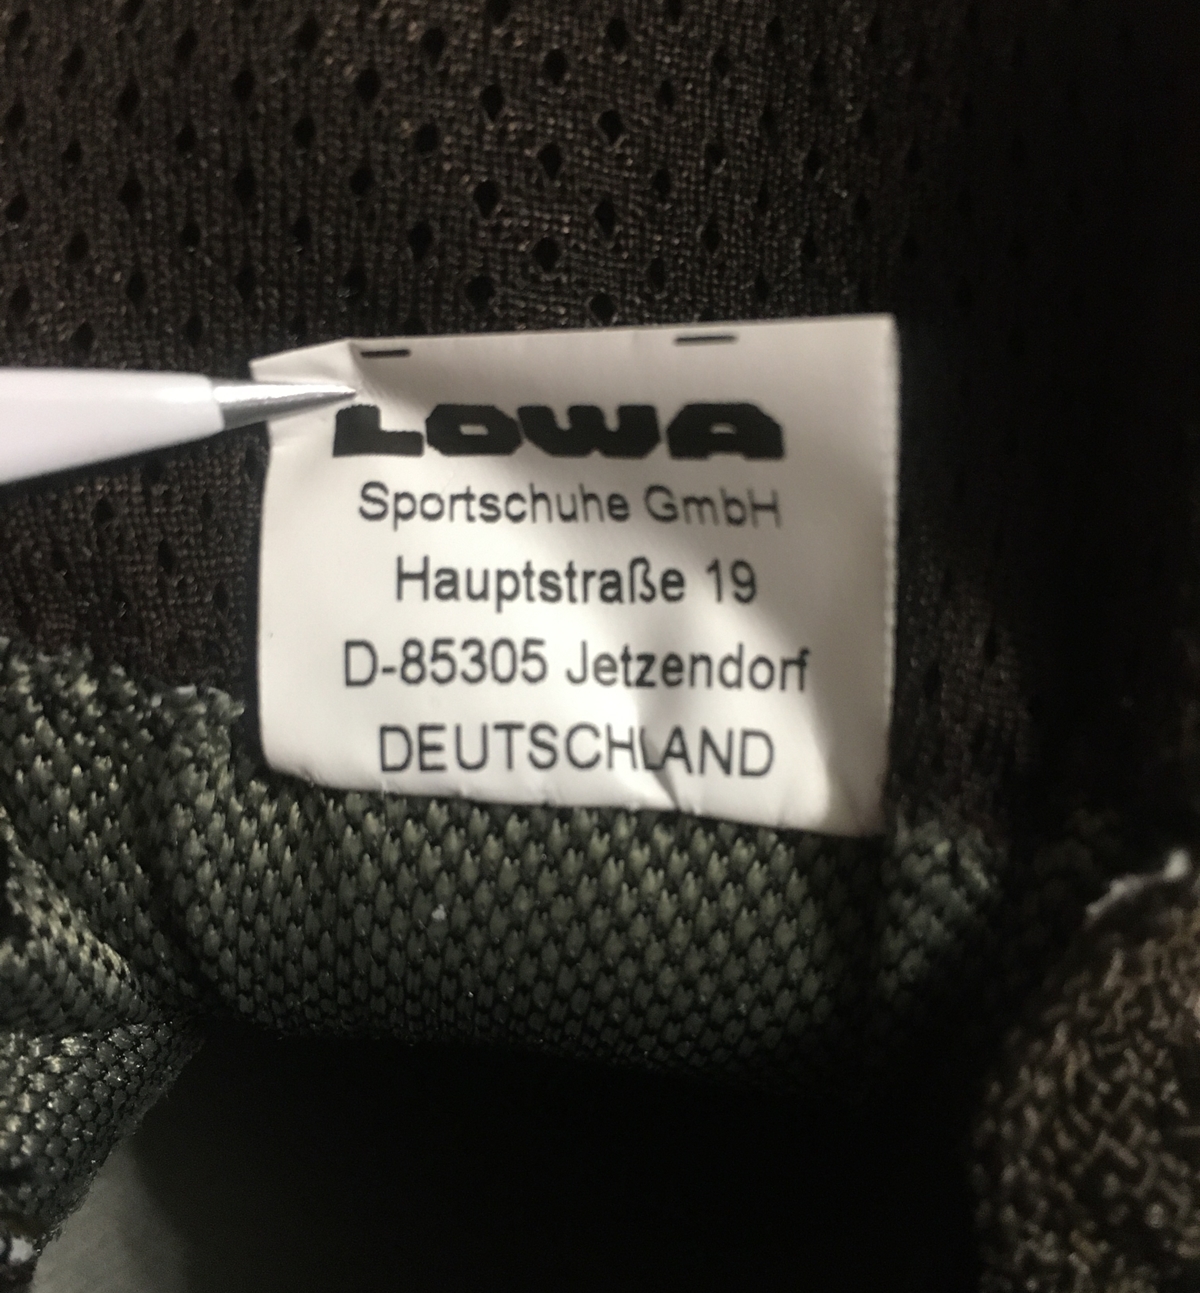 LOWA
Sportschuhe GmbH
Hauptstraße 19
D-85305 Jetzendorf
DEUTSCHLAND